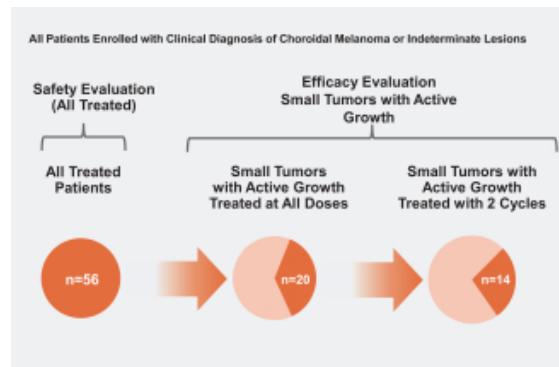 All Patients Enrolled with Clinical Diagnosis of Choroidal Melanoma or Indeterminate Lesions
Safety Evaluation
(All Treated)
Efficacy Evaluation
Small Tumors with Active
Growth
All Treated
Patients
Small Tumors
with Active Growth
Treated at All Doses
Small Tumors with
Active Growth
Treated with 2 Cycles
n=56
n=20
n=14